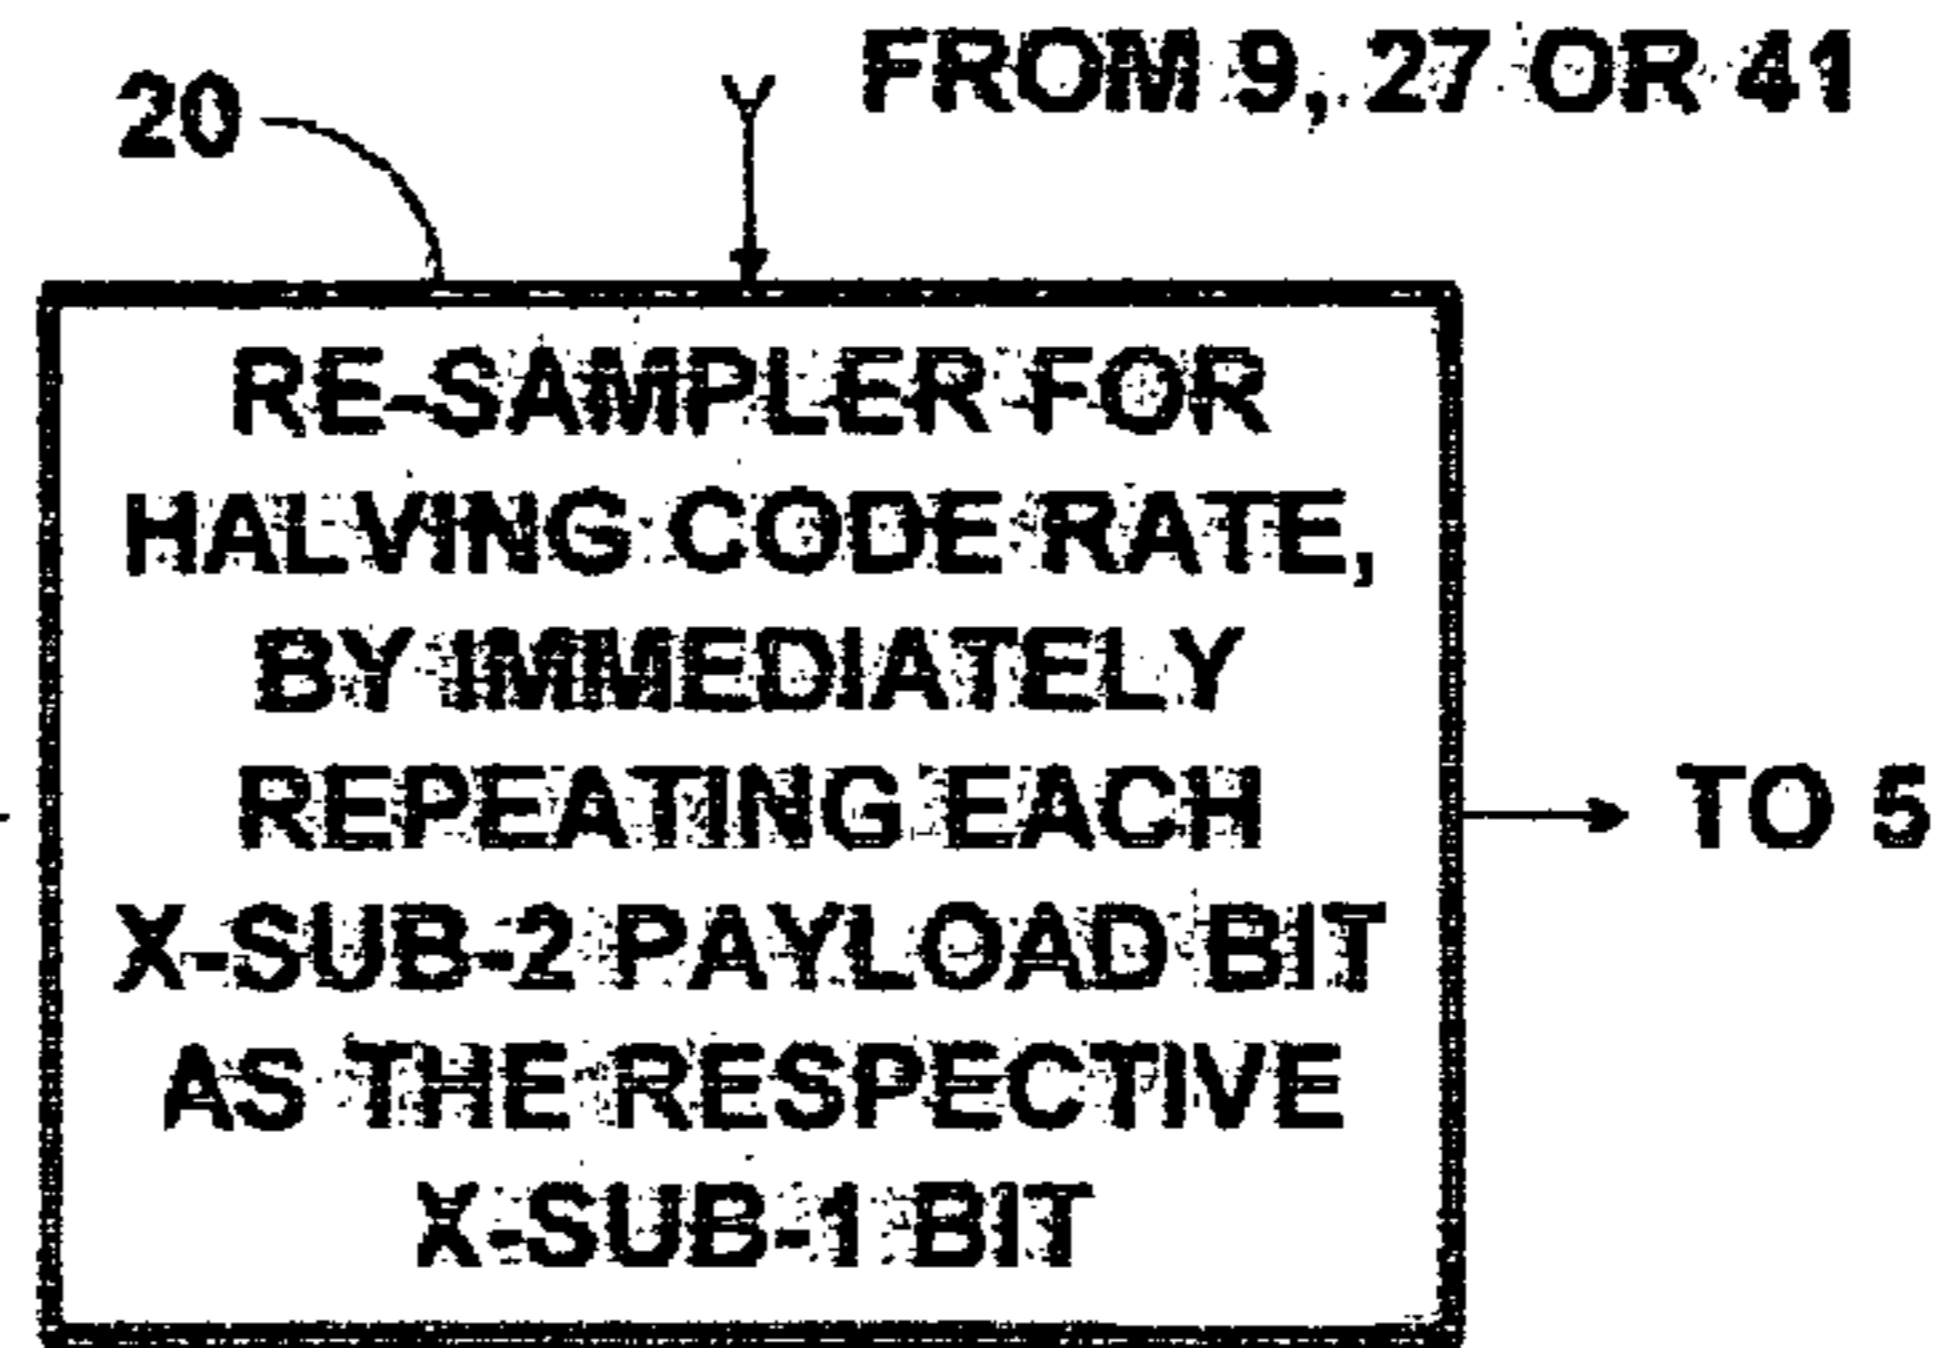 FROM 9, 27 OR 41
20
RE-SAMPLER FOR
HALVING CODE RATE,
BY IMMEDIATELY
REPEATING EACH
X-SUB-2 PAYLOAD BIT
AS THE RESPECTIVE
X-SUB-1 BIT
TO 5